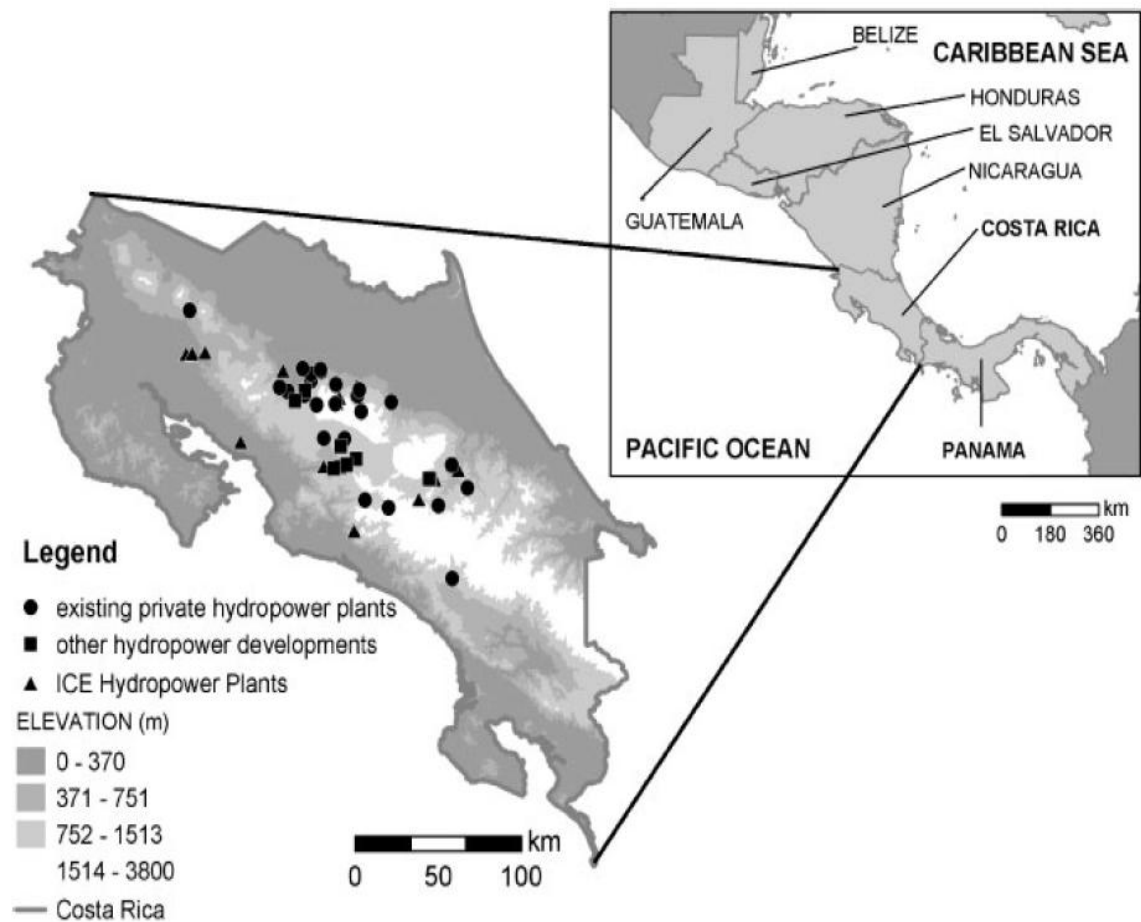 BELIZE
CARIBBEAN SEA
HONDURAS
EL SALVADOR
NICARAGUA
GUATEMALA
COSTA RICA
PACIFIC OCEAN
PANAMA
km
0 180 360
Legend
existing private hydropower plants
other hydropower developments
ICE Hydropower Plants
ELEVATION (m)
0 - 370
371 - 751
752 - 1513
1514 - 3800
Costa Rica
km
0 50 100